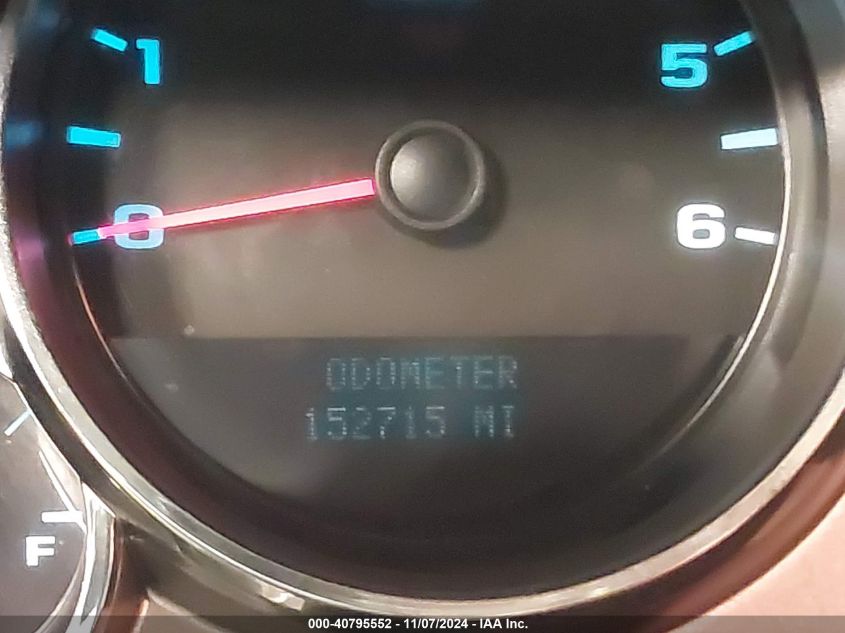 1 5
0 6
ODOMETER
152715 MI
F
000-40795552 - 11/07/2024 - IAA Inc.